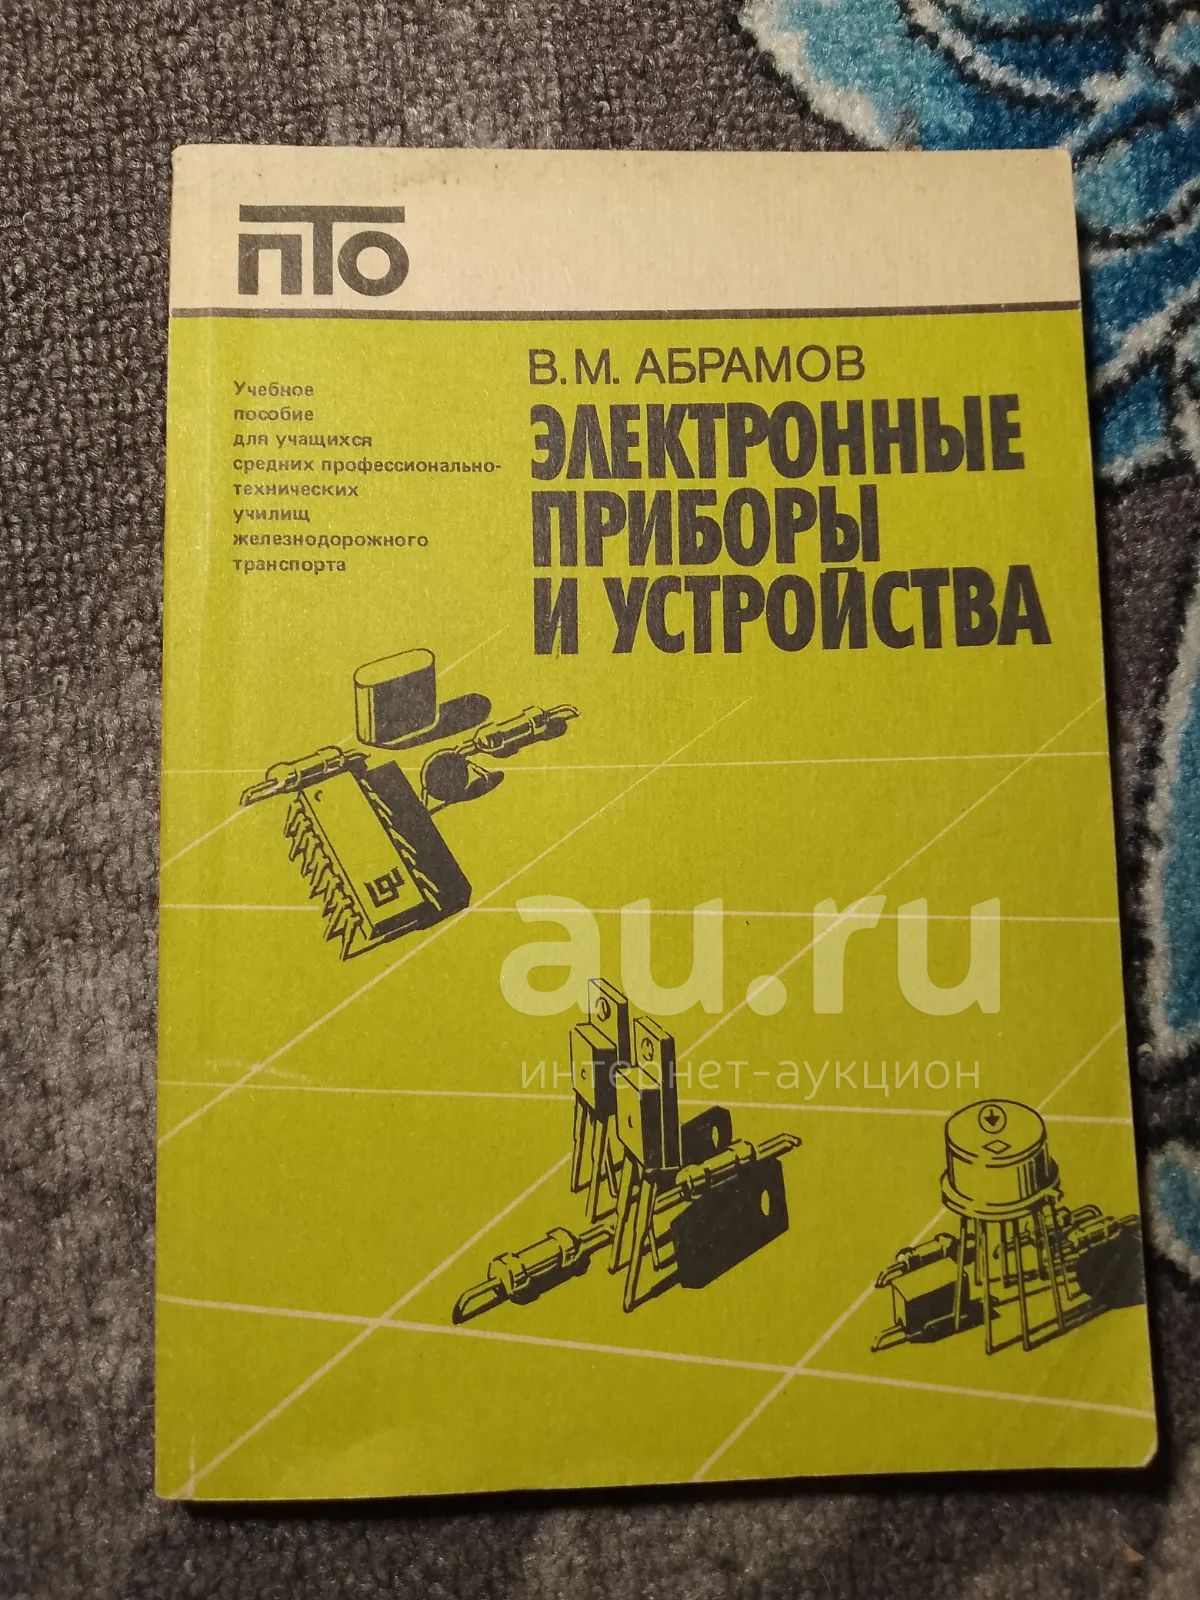 ПТО
В.М. АБРАМОВ
ЭЛЕКТРОННЫЕ
ПРИБОРЫ
И УСТРОЙСТВА
Учебное
пособие
для учащихся
средних профессионально-
технических
училищ
железнодорожного
транспорта
au.ru
интернет-аукцион